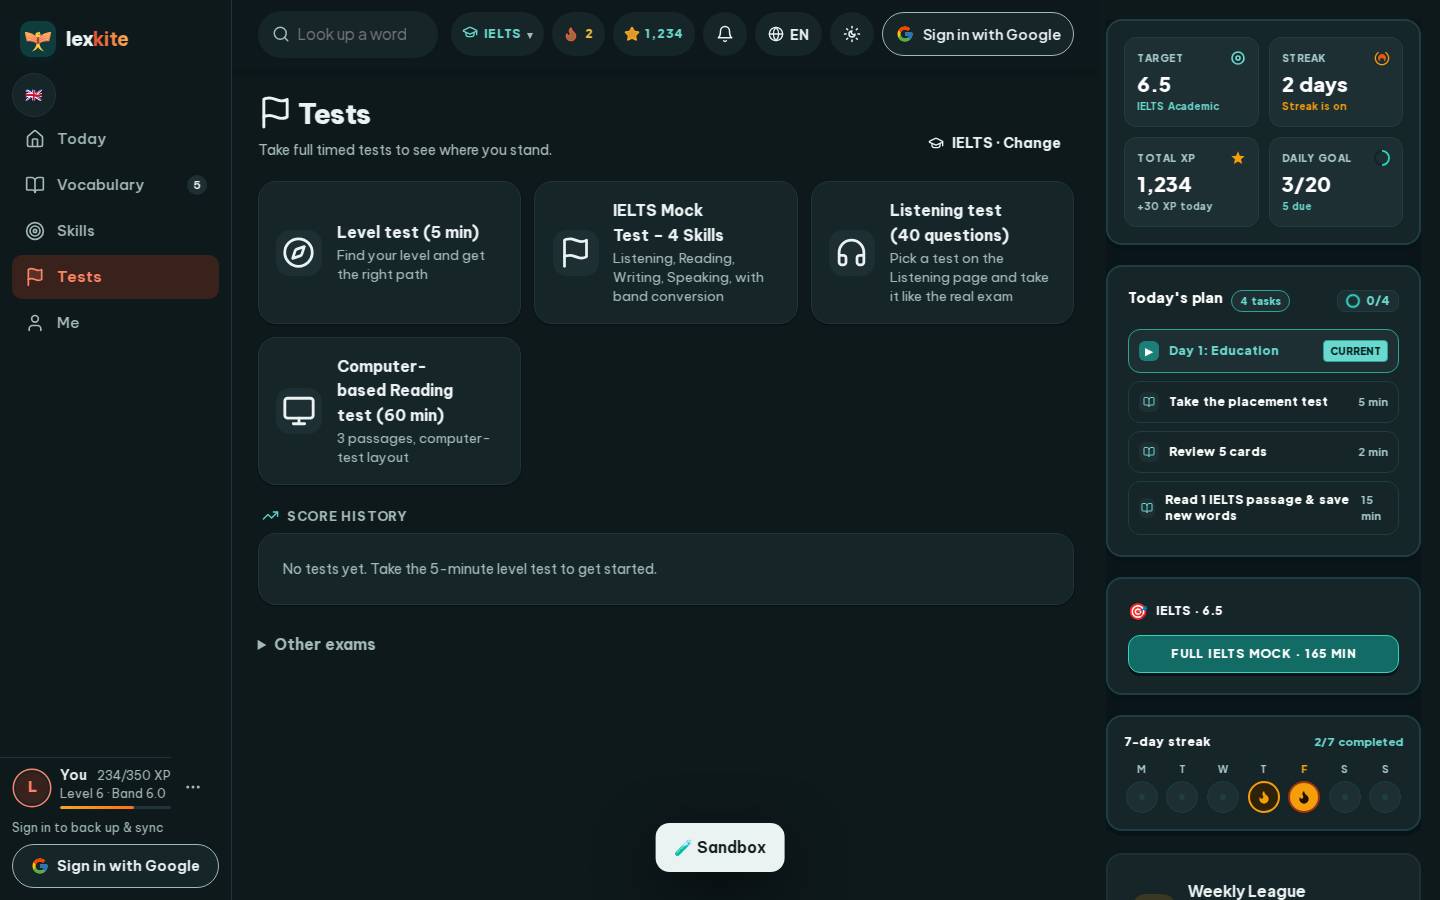 lexkite
Today
Vocabulary 5
Skills
Tests
Me
You 234/350 XP
L
Level 6 · Band 6.0
Sign in to back up & sync
Sign in with Google
Look up a word
IELTS ▾
2
1,234
EN
Sign in with Google
Tests
Take full timed tests to see where you stand.
IELTS · Change
Level test (5 min)
Find your level and get
the right path
IELTS Mock
Test – 4 Skills
Listening, Reading,
Writing, Speaking, with
band conversion
Listening test
(40 questions)
Pick a test on the
Listening page and take
it like the real exam
Computer-
based Reading
test (60 min)
3 passages, computer-
test layout
SCORE HISTORY
No tests yet. Take the 5-minute level test to get started.
▶ Other exams
Sandbox
TARGET
6.5
IELTS Academic
STREAK
2 days
Streak is on
TOTAL XP
1,234
+30 XP today
DAILY GOAL
3/20
5 due
Today's plan 4 tasks 0/4
Day 1: Education CURRENT
Take the placement test 5 min
Review 5 cards 2 min
Read 1 IELTS passage & save 15
new words min
IELTS · 6.5
FULL IELTS MOCK · 165 MIN
7-day streak 2/7 completed
M T W T F S S
Weekly League